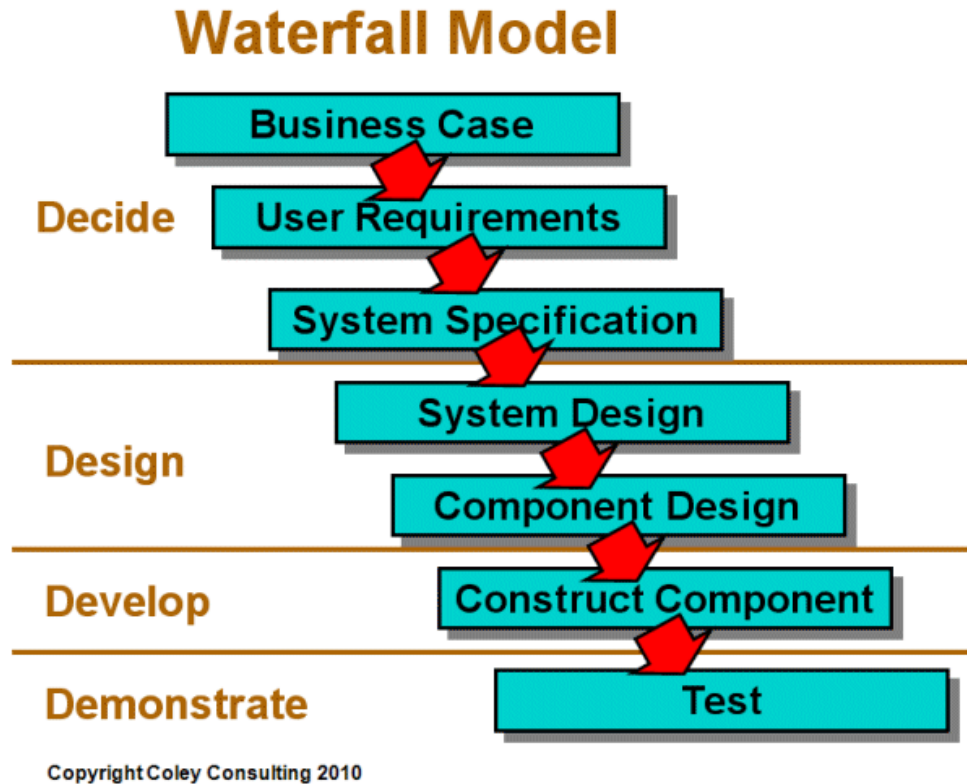 Waterfall Model
Business Case
Decide
User Requirements
System Specification
System Design
Design
Component Design
Develop
Construct Component
Demonstrate
Test
Copyright Coley Consulting 2010